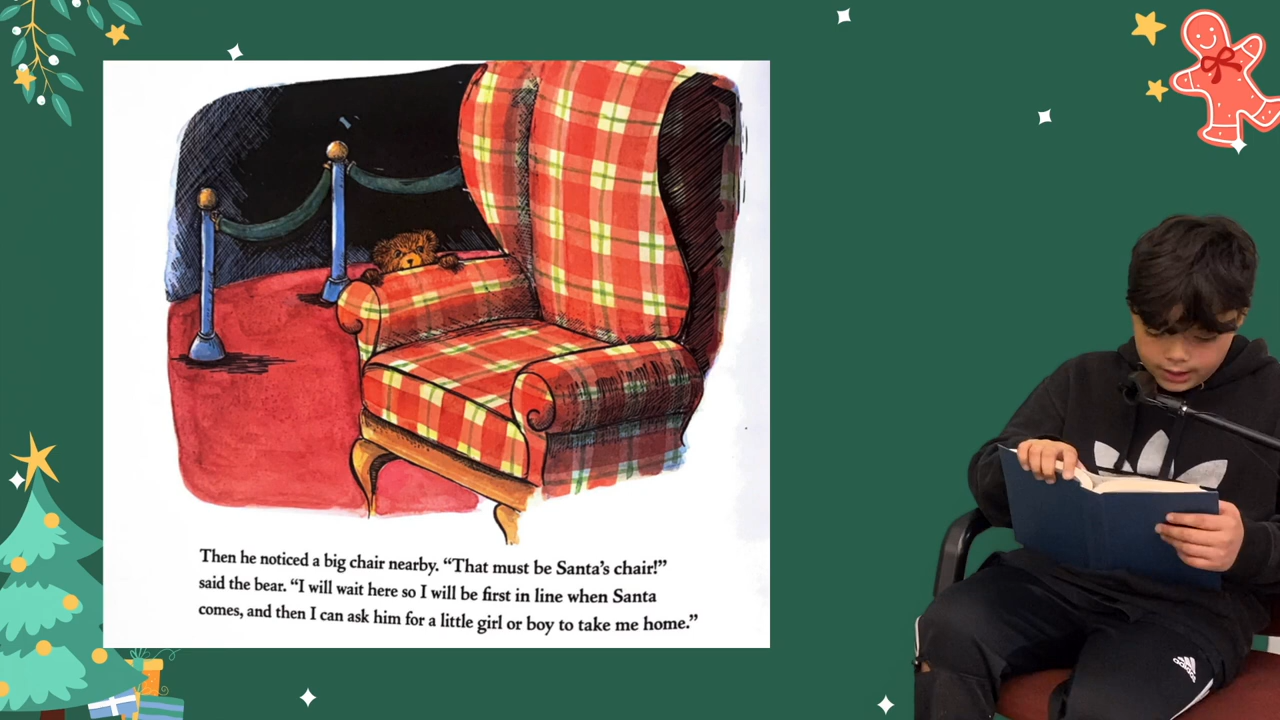 Then he noticed a big chair nearby. “That must be Santa’s chair!”
said the bear. “I will wait here so I will be first in line when Santa
comes, and then I can ask him for a little girl or boy to take me home.”
adidas